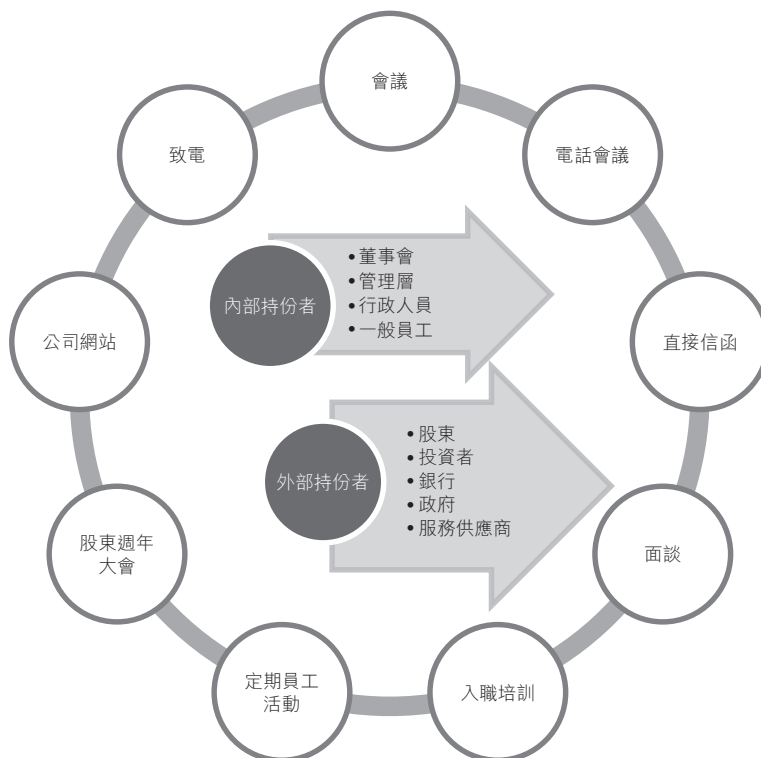 會議
電話會議
直接信函
面談
入職培訓
定期員工
活動
股東週年
大會
公司網站
致電
內部持份者
•董事會
•管理層
•行政人員
•一般員工
外部持份者
•股東
•投資者
•銀行
•政府
•服務供應商